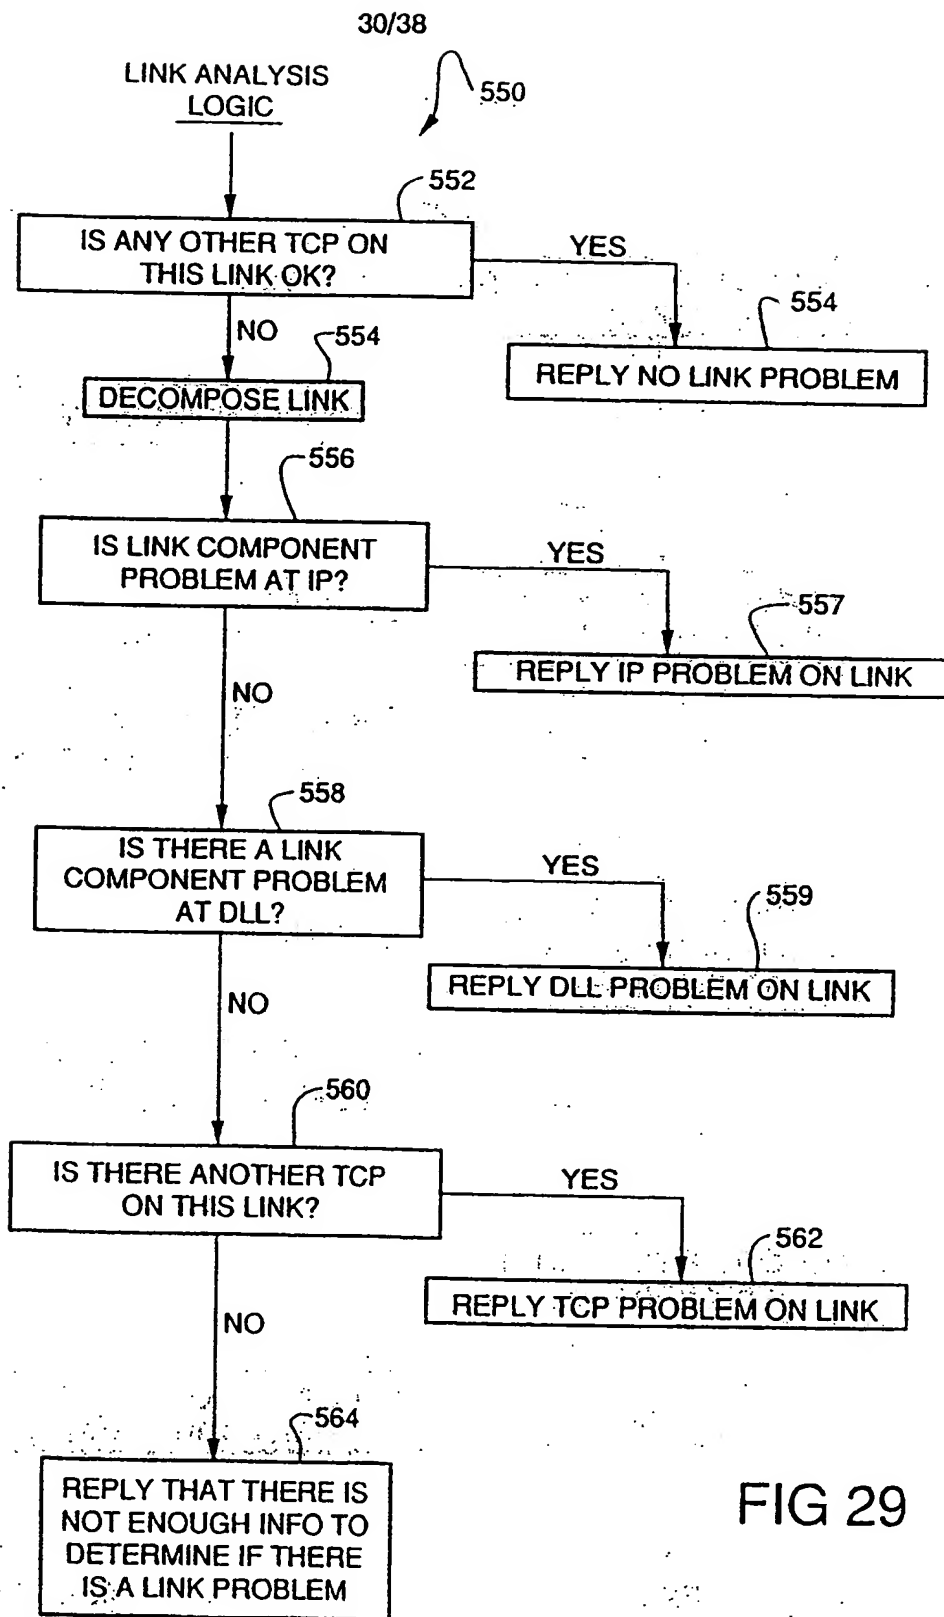 30/38
LINK ANALYSIS
LOGIC
550
552
IS ANY OTHER TCP ON
THIS LINK OK?
YES
554
REPLY NO LINK PROBLEM
NO
554
DECOMPOSE LINK
556
IS LINK COMPONENT
PROBLEM AT IP?
YES
557
REPLY IP PROBLEM ON LINK
NO
558
IS THERE A LINK
COMPONENT PROBLEM
AT DLL?
YES
559
REPLY DLL PROBLEM ON LINK
NO
560
IS THERE ANOTHER TCP
ON THIS LINK?
YES
562
REPLY TCP PROBLEM ON LINK
NO
564
REPLY THAT THERE IS
NOT ENOUGH INFO TO
DETERMINE IF THERE
IS A LINK PROBLEM
FIG 29